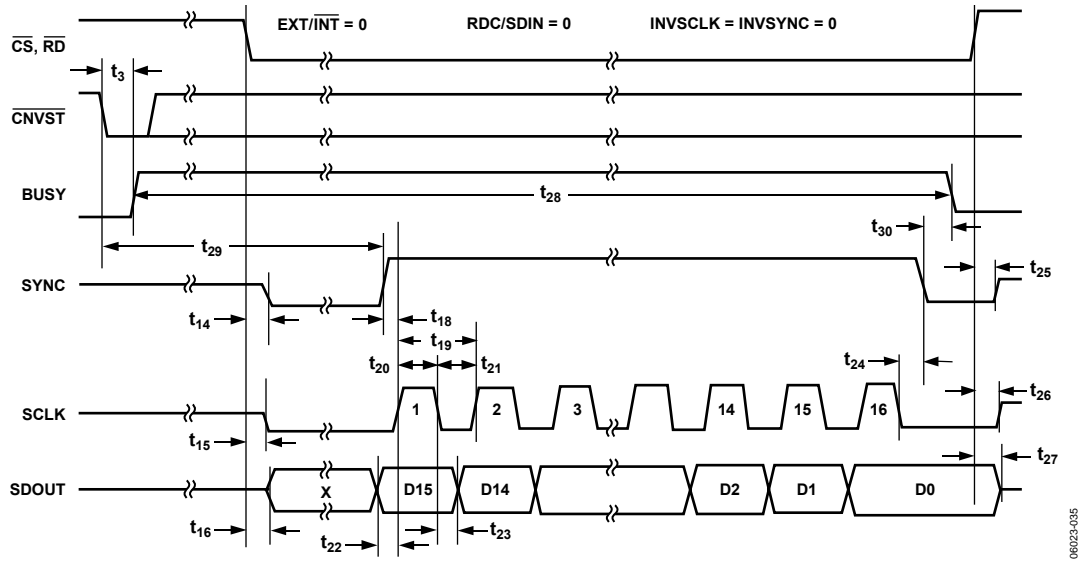 EXT/INT = 0 RDC/SDIN = 0 INVSCLK = INVSYNC = 0
CS, RD
t3
CNVST
BUSY
t28
t30
t29
t25
SYNC
t14
t18
t19
t20
t21
t24
t26
SCLK
1 2 3 14 15 16
t15
t27
SDOUT
X D15 D14 D2 D1 D0
t16
t22
t23
06023-035